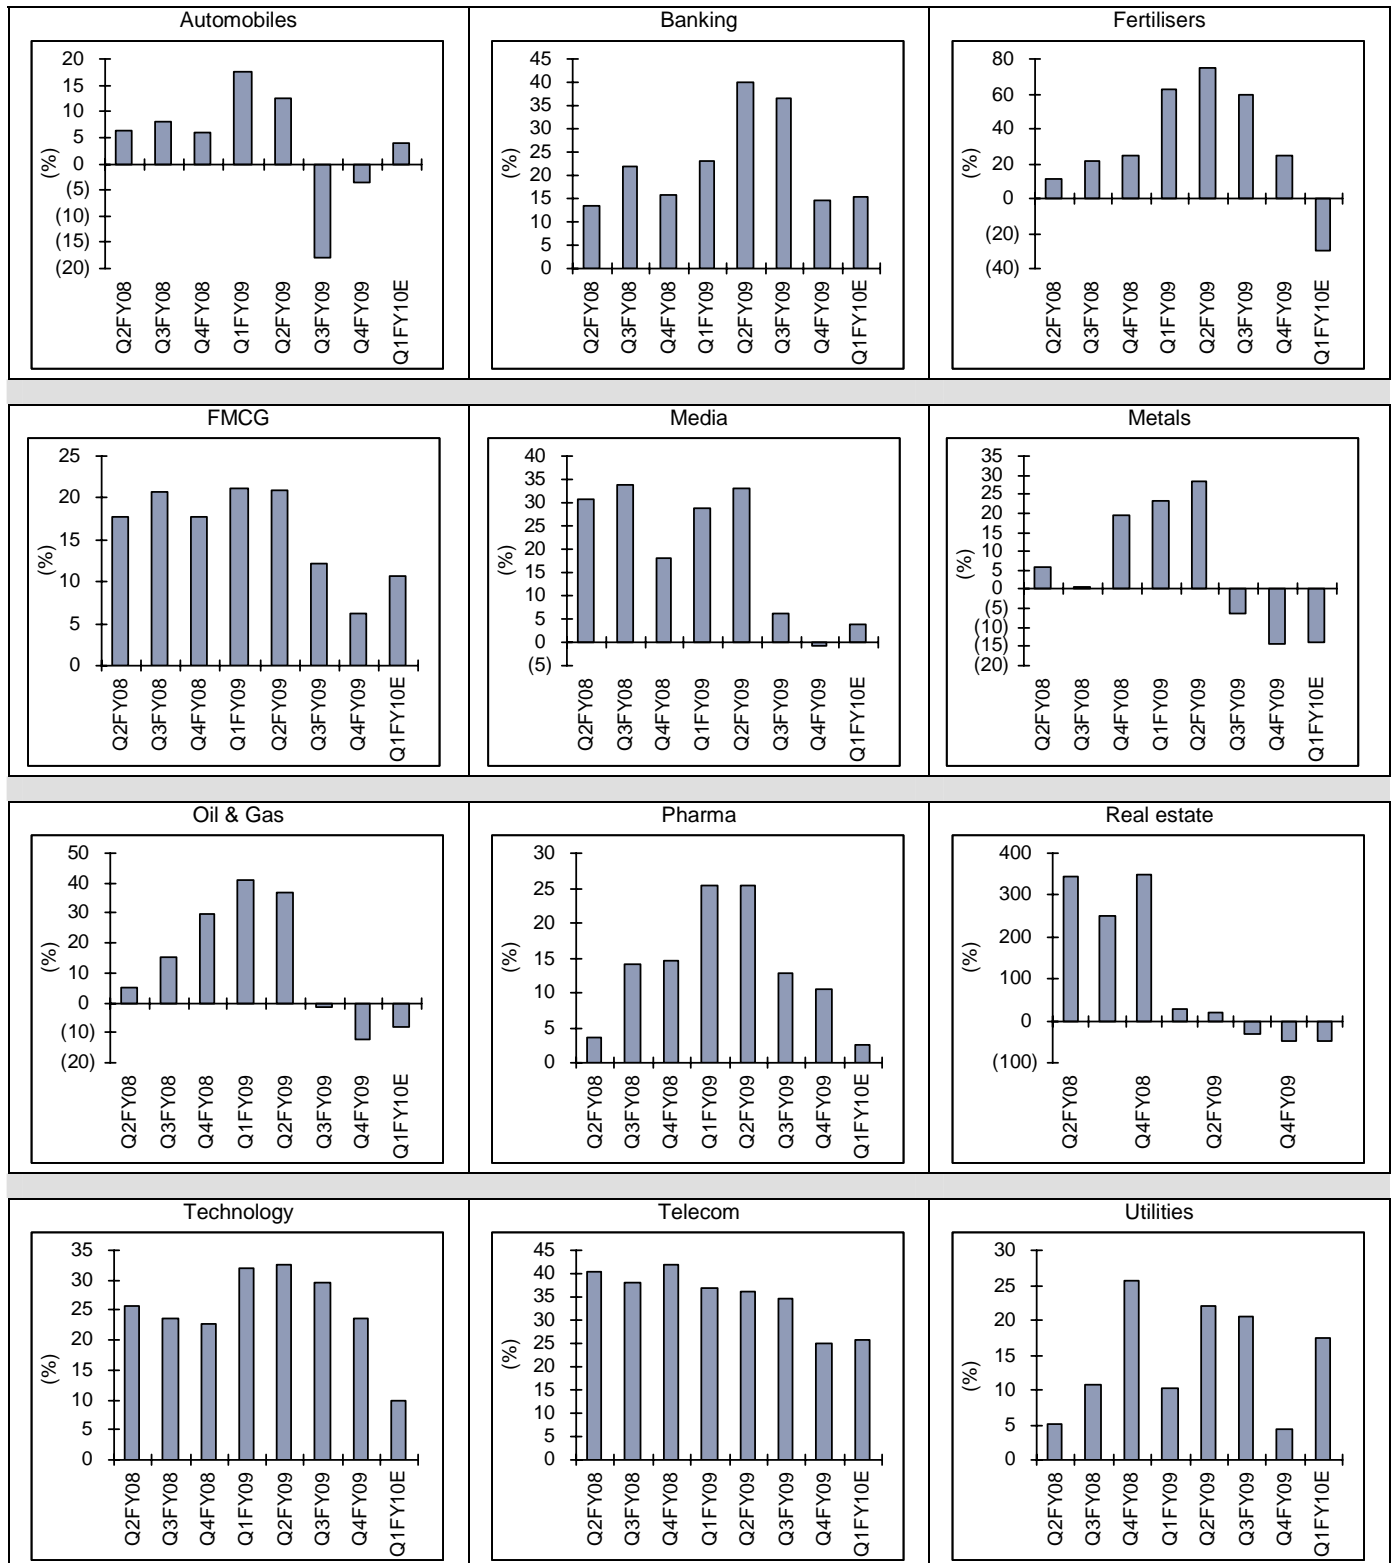 Automobiles
20
15
10
5
0
(5)
(10)
(15)
(20)
(%)
Q2FY08
Q3FY08
Q4FY08
Q1FY09
Q2FY09
Q3FY09
Q4FY09
Q1FY10E
Banking
45
40
35
30
25
20
15
10
5
0
(%)
Q2FY08
Q3FY08
Q4FY08
Q1FY09
Q2FY09
Q3FY09
Q4FY09
Q1FY10E
Fertilisers
80
60
40
20
0
(20)
(40)
(%)
Q2FY08
Q3FY08
Q4FY08
Q1FY09
Q2FY09
Q3FY09
Q4FY09
Q1FY10E
FMCG
25
20
15
10
5
0
(%)
Q2FY08
Q3FY08
Q4FY08
Q1FY09
Q2FY09
Q3FY09
Q4FY09
Q1FY10E
Media
40
35
30
25
20
15
10
5
0
(5)
(%)
Q2FY08
Q3FY08
Q4FY08
Q1FY09
Q2FY09
Q3FY09
Q4FY09
Q1FY10E
Metals
35
30
25
20
15
10
5
0
(5)
(10)
(15)
(20)
(%)
Q2FY08
Q3FY08
Q4FY08
Q1FY09
Q2FY09
Q3FY09
Q4FY09
Q1FY10E
Oil & Gas
50
40
30
20
10
0
(10)
(20)
(%)
Q2FY08
Q3FY08
Q4FY08
Q1FY09
Q2FY09
Q3FY09
Q4FY09
Q1FY10E
Pharma
30
25
20
15
10
5
0
(%)
Q2FY08
Q3FY08
Q4FY08
Q1FY09
Q2FY09
Q3FY09
Q4FY09
Q1FY10E
Real estate
400
300
200
100
0
(100)
(%)
Q2FY08
Q4FY08
Q2FY09
Q4FY09
Technology
35
30
25
20
15
10
5
0
(%)
Q2FY08
Q3FY08
Q4FY08
Q1FY09
Q2FY09
Q3FY09
Q4FY09
Q1FY10E
Telecom
45
40
35
30
25
20
15
10
5
0
(%)
Q2FY08
Q3FY08
Q4FY08
Q1FY09
Q2FY09
Q3FY09
Q4FY09
Q1FY10E
Utilities
30
25
20
15
10
5
0
(%)
Q2FY08
Q3FY08
Q4FY08
Q1FY09
Q2FY09
Q3FY09
Q4FY09
Q1FY10E